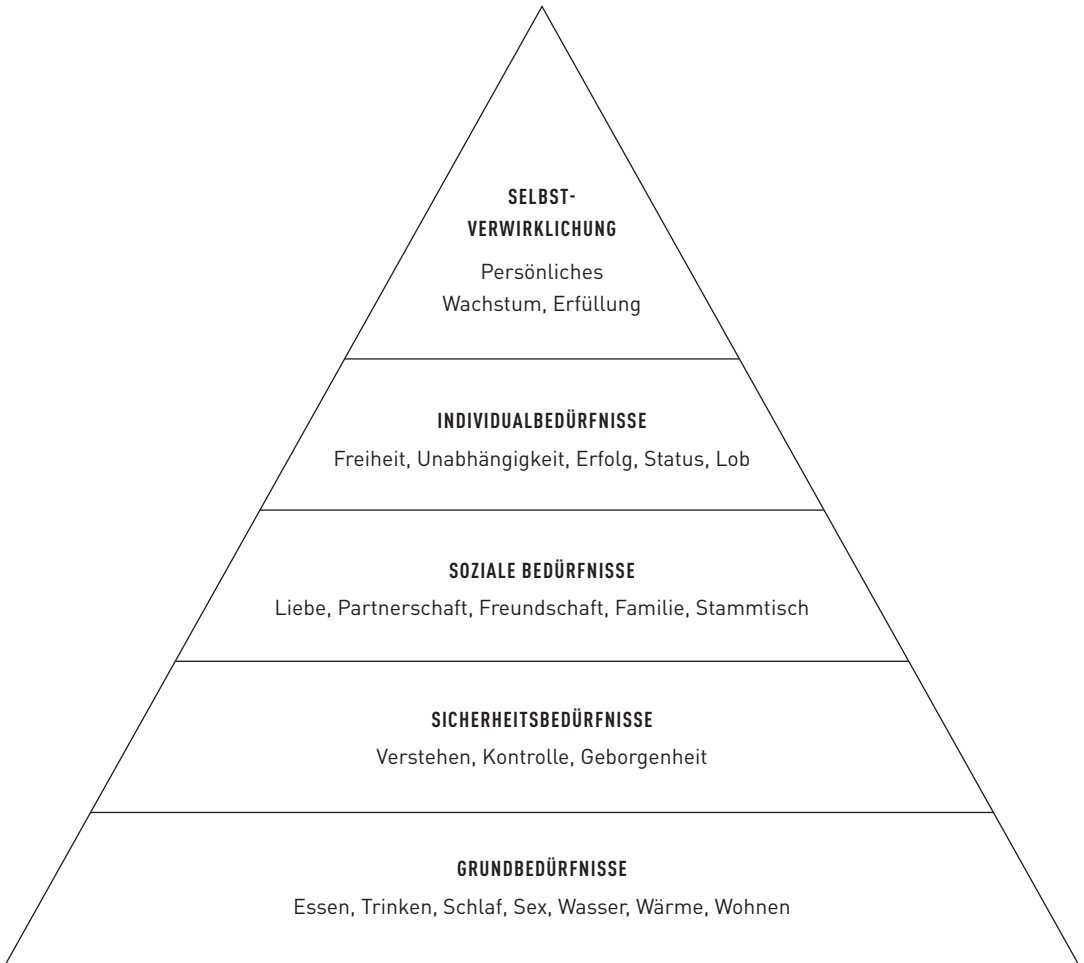 SELBST-
VERWIRKLICHUNG
Persönliches
Wachstum, Erfüllung
INDIVIDUALBEDÜRFNISSE
Freiheit, Unabhängigkeit, Erfolg, Status, Lob
SOZIALE BEDÜRFNISSE
Liebe, Partnerschaft, Freundschaft, Familie, Stammtisch
SICHERHEITSBEDÜRFNISSE
Verstehen, Kontrolle, Geborgenheit
GRUNDBEDÜRFNISSE
Essen, Trinken, Schlaf, Sex, Wasser, Wärme, Wohnen